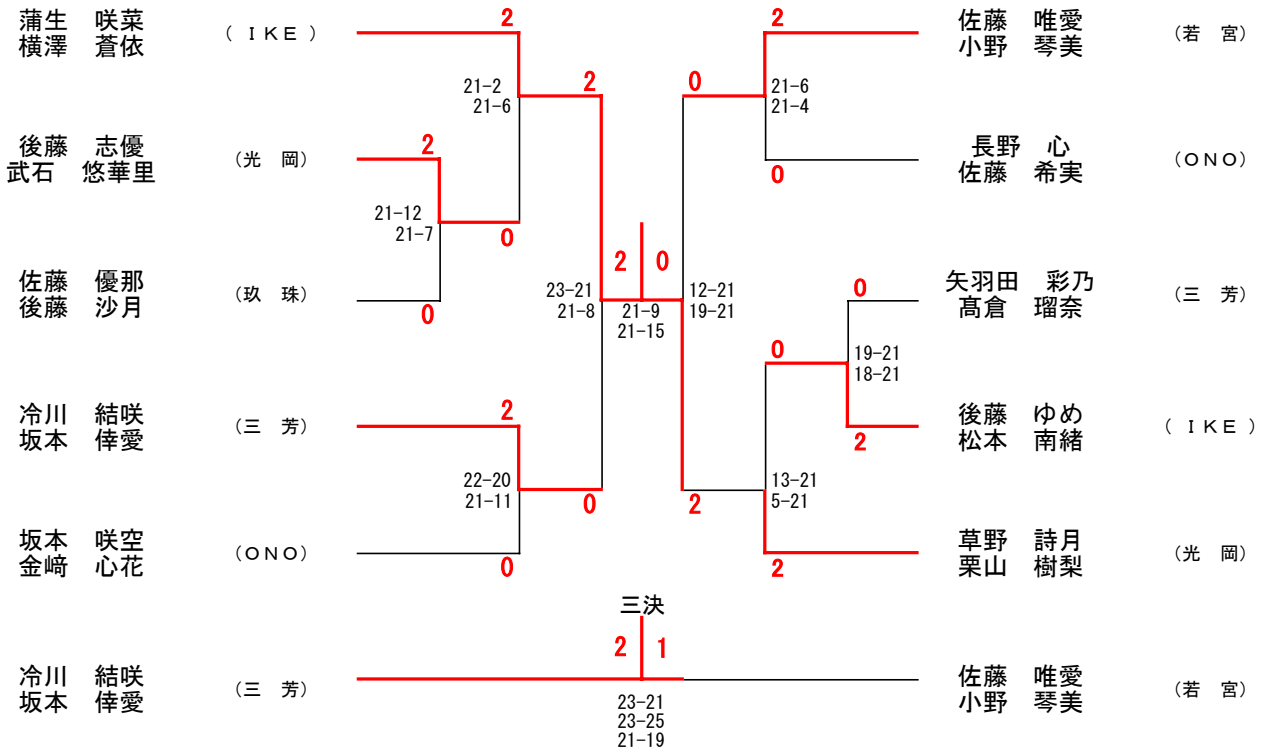 蒲生　咲菜
横澤　蒼依
（ＩＫＥ）
2
21-2
21-6
2
後藤　志優
武石　悠華里
（光　岡）
2
21-12
21-7
0
佐藤　優那
後藤　沙月
（玖　珠）
0
23-21
21-8
冷川　結咲
坂本　倖愛
（三　芳）
2
22-20
21-11
0
坂本　咲空
金﨑　心花
（ＯＮＯ）
0
2 0
21-9
21-15
佐藤　唯愛
小野　琴美
（若　宮）
2
0
21-6
21-4
長野　心
佐藤　希実
（ＯＮＯ）
0
12-21
19-21
矢羽田　彩乃
髙倉　瑠奈
（三　芳）
0
0
19-21
18-21
後藤　ゆめ
松本　南緒
（ＩＫＥ）
2
13-21
5-21
2
草野　詩月
栗山　樹梨
（光　岡）
2
三決
2 1
冷川　結咲
坂本　倖愛
（三　芳）
23-21
23-25
21-19
佐藤　唯愛
小野　琴美
（若　宮）